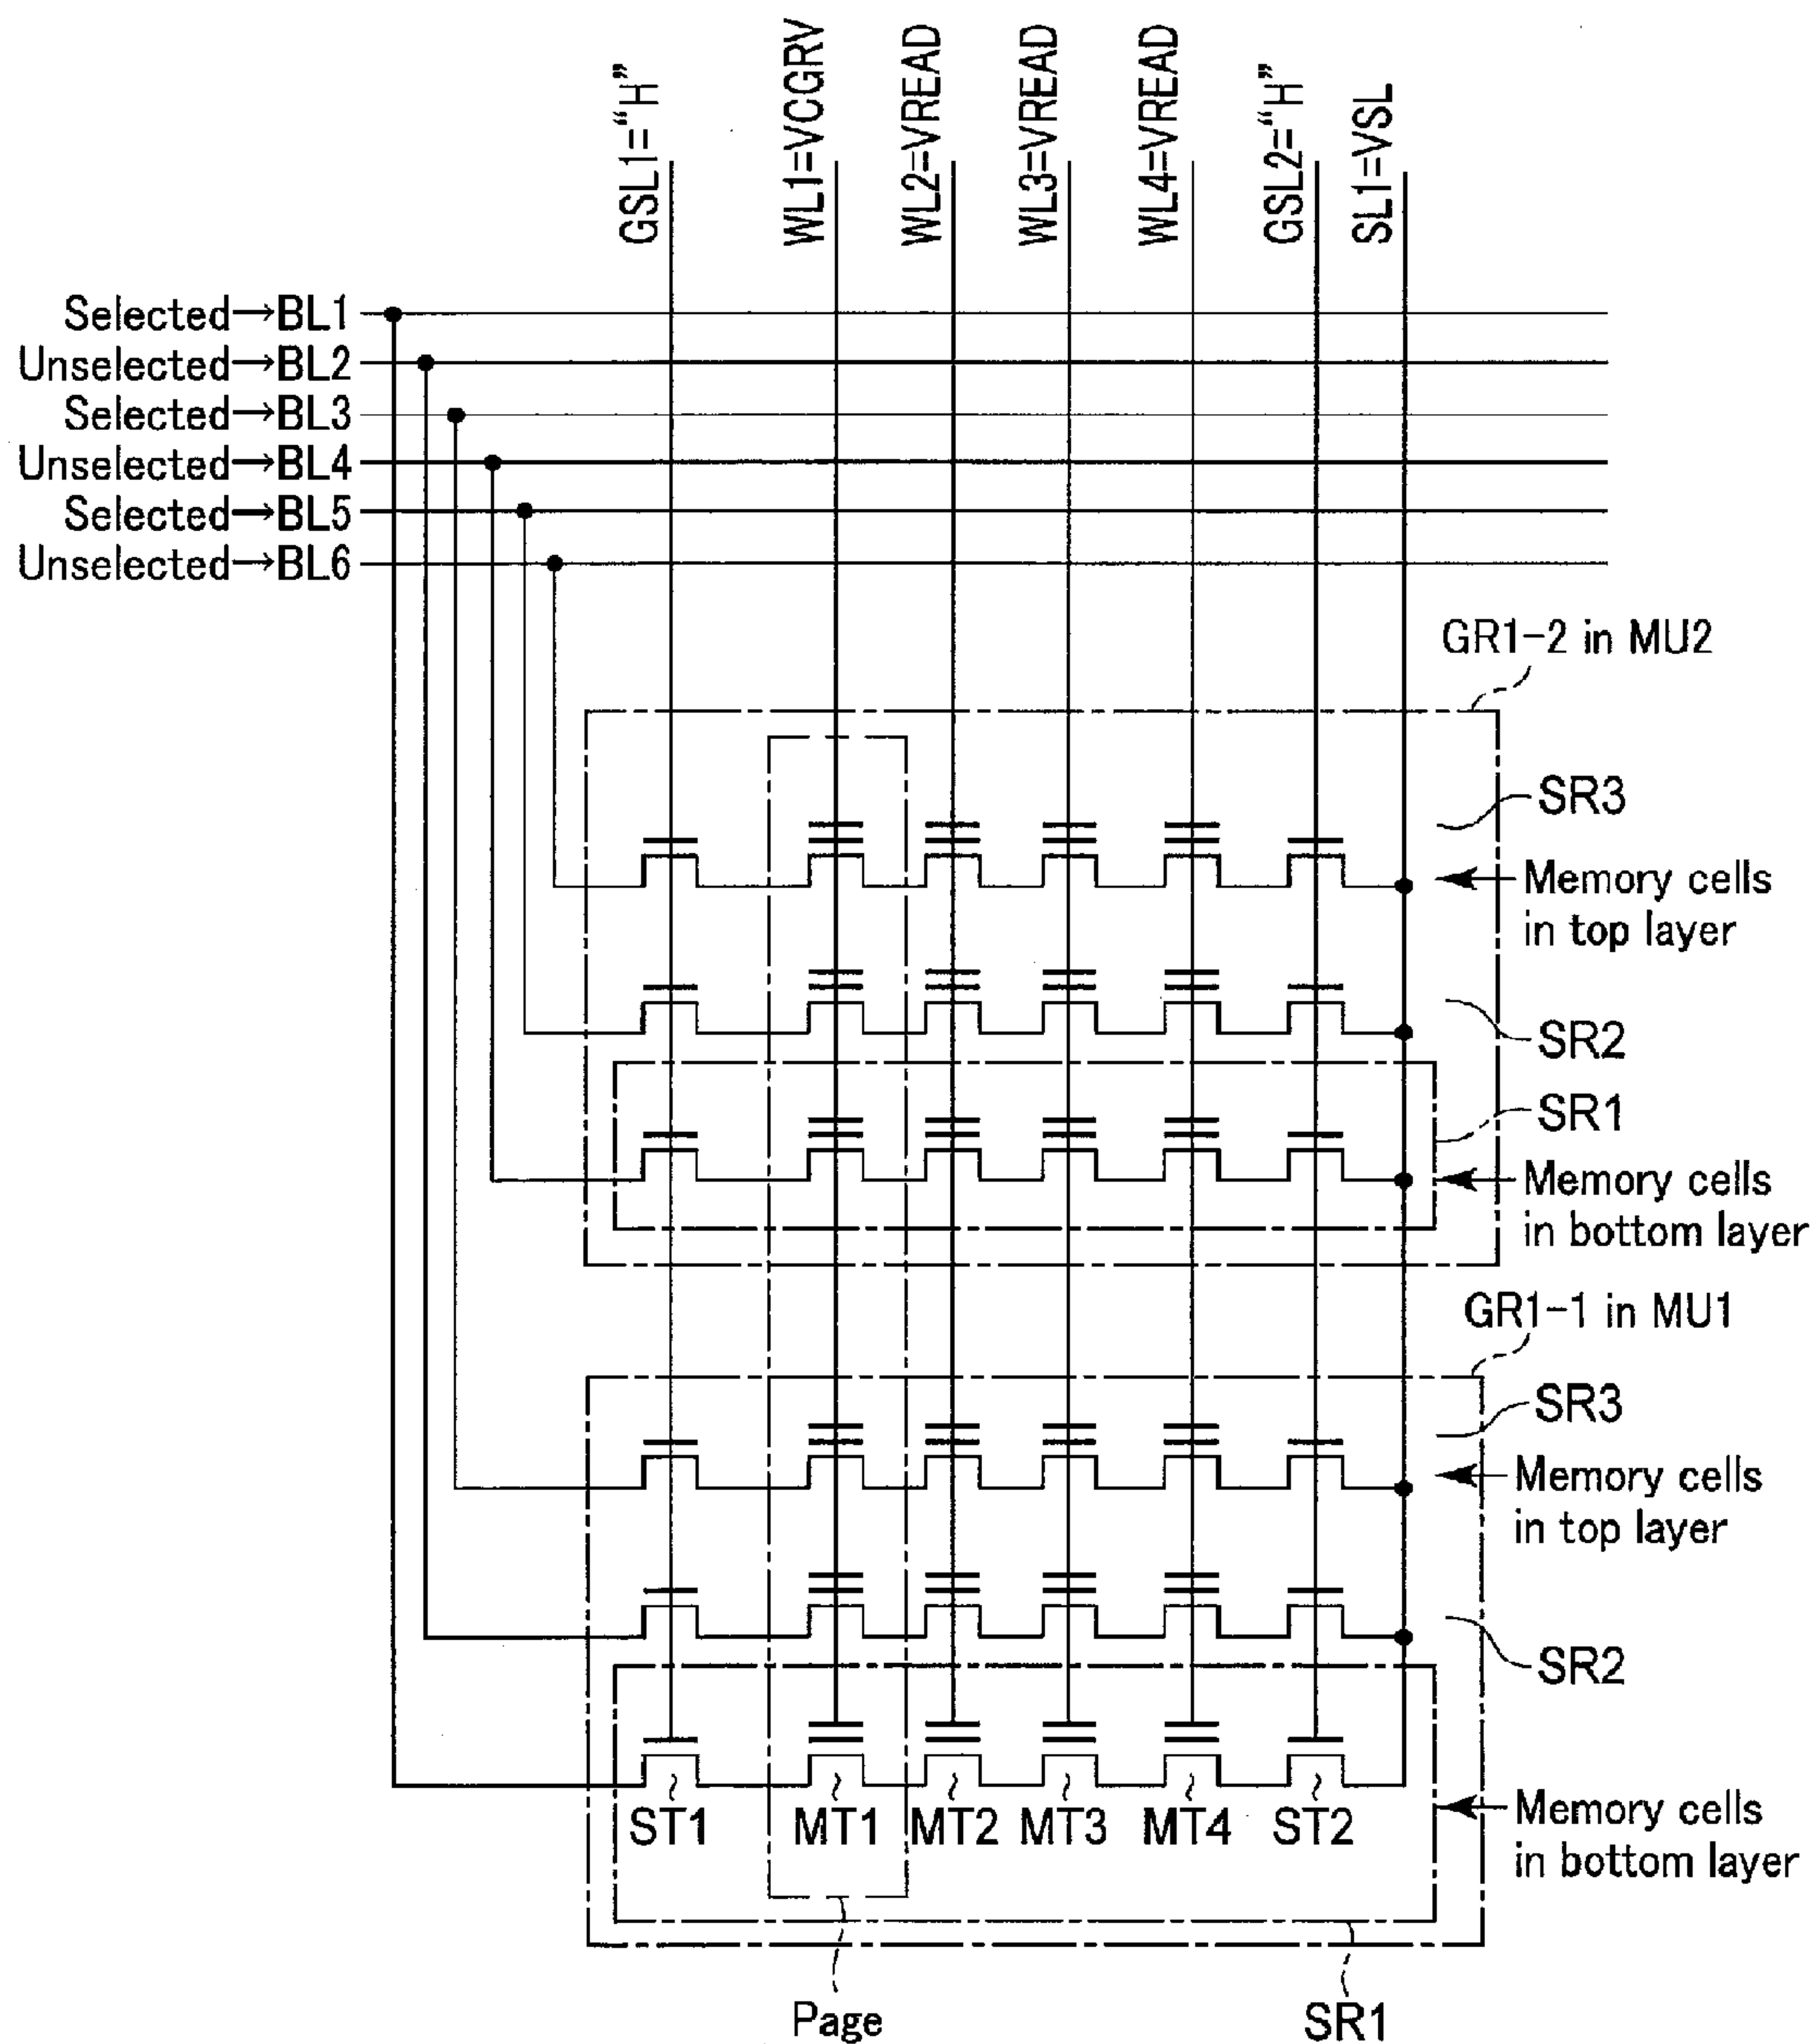 GSL1="H"
WL1=VCGRV
WL2=VREAD
WL3=VREAD
WL4=VREAD
GSL2="H"
SL1=VSL
Selected→BL1
Unselected→BL2
Selected→BL3
Unselected→BL4
Selected→BL5
Unselected→BL6
GR1-2 in MU2
SR3
Memory cells
in top layer
SR2
SR1
Memory cells
in bottom layer
GR1-1 in MU1
SR3
Memory cells
in top layer
SR2
ST1 MT1 MT2 MT3 MT4 ST2
Memory cells
in bottom layer
Page
SR1